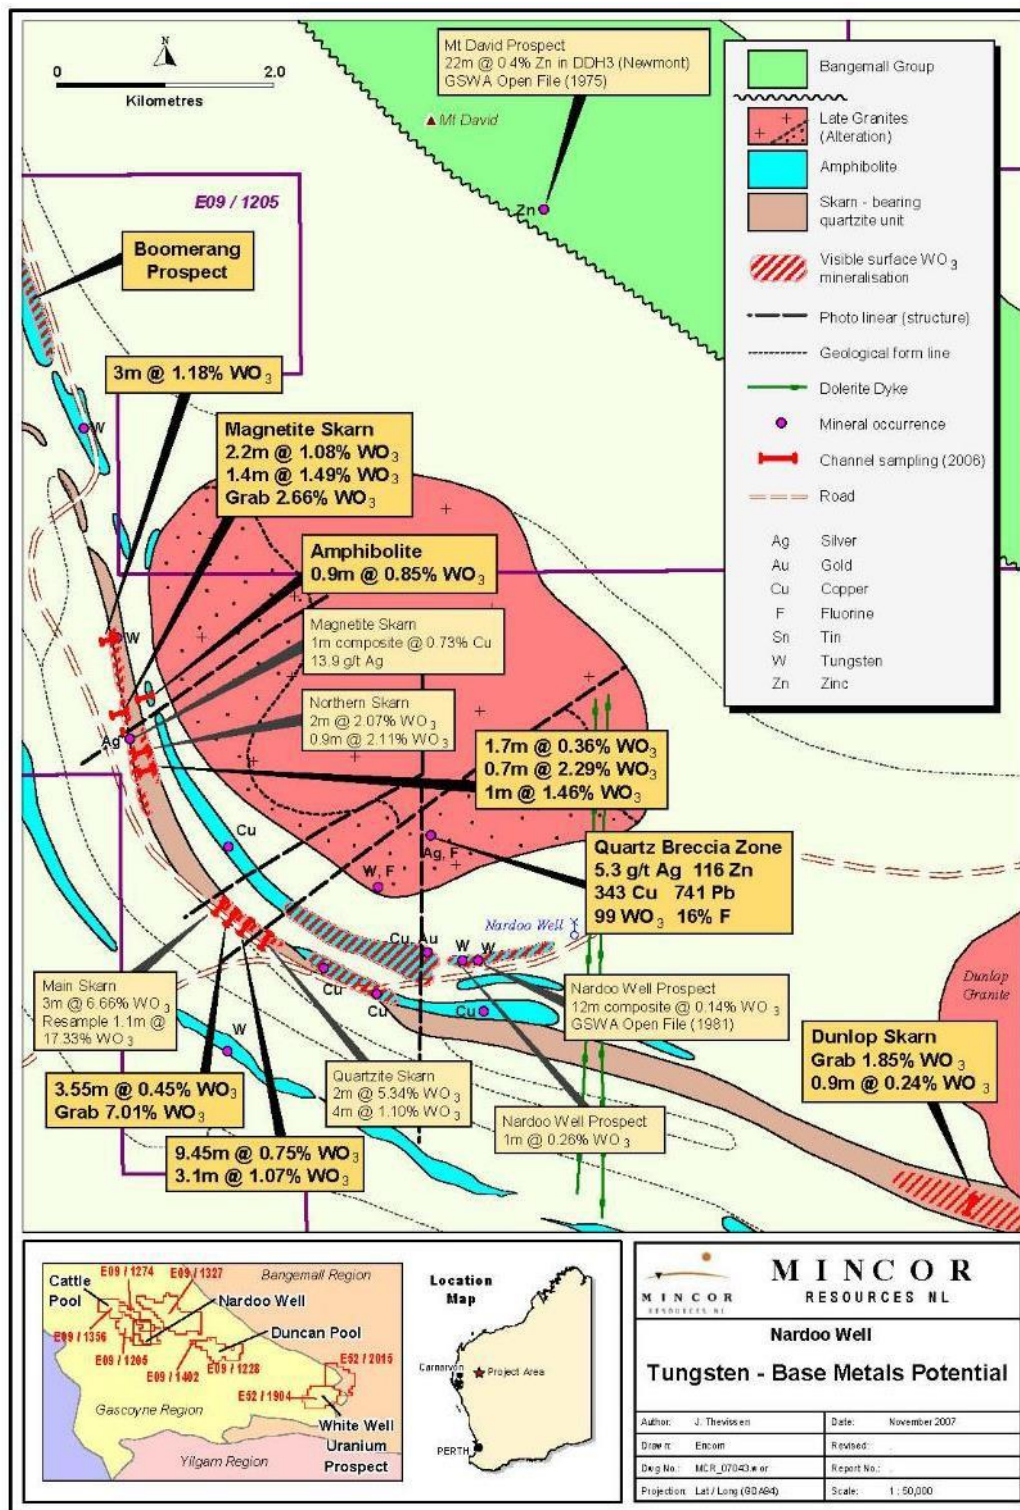 N
0 2.0
Kilometres
Mt David Prospect
22m @ 0.4% Zn in DDH3 (Newmont)
GSWA Open File (1975)
Mt David
Zn
E09 / 1205
Boomerang
Prospect
3m @ 1.18% WO3
W
Magnetite Skarn
2.2m @ 1.08% WO3
1.4m @ 1.49% WO3
Grab 2.66% WO3
Amphibolite
0.9m @ 0.85% WO3
Magnetite Skarn
1m composite @ 0.73% Cu
13.9 g/t Ag
W
Northern Skarn
2m @ 2.07% WO3
0.9m @ 2.11% WO3
Ag
1.7m @ 0.36% WO3
0.7m @ 2.29% WO3
1m @ 1.46% WO3
Cu
Ag, F
W, F
Quartz Breccia Zone
5.3 g/t Ag 116 Zn
343 Cu 741 Pb
99 WO3 16% F
Nardoo Well
Cu, Au
W
W
Cu
Cu
Cu
W
Main Skarn
3m @ 6.66% WO3
Resample 1.1m @
17.33% WO3
Nardoo Well Prospect
12m composite @ 0.14% WO3
GSWA Open File (1981)
Dunlop
Granite
Dunlop Skarn
Grab 1.85% WO3
0.9m @ 0.24% WO3
3.55m @ 0.45% WO3
Grab 7.01% WO3
Quartzite Skarn
2m @ 5.34% WO3
4m @ 1.10% WO3
Nardoo Well Prospect
1m @ 0.26% WO3
9.45m @ 0.75% WO3
3.1m @ 1.07% WO3
Bangemall Group
Late Granites
(Alteration)
Amphibolite
Skarn - bearing
quartzite unit
Visible surface WO3
mineralisation
Photo linear (structure)
Geological form line
Dolerite Dyke
Mineral occurrence
Channel sampling (2006)
Road
Ag Silver
Au Gold
Cu Copper
F Fluorine
Sn Tin
W Tungsten
Zn Zinc
E09 / 1274
E09 / 1327
Bangemall Region
Cattle
Pool
Nardoo Well
E09 / 1356
Duncan Pool
E09 / 1205
E09 / 1402
E09 / 1228
E52 / 2015
E52 / 1904
Gascoyne Region
White Well
Uranium
Prospect
Yilgarn Region
Location
Map
Carnarvon
Project Area
PERTH
MINCOR
RESOURCES NL
MINCOR
RESOURCES NL
Nardoo Well
Tungsten - Base Metals Potential
Author: J. Thevissen Date: November 2007
Drawn: Encom Revised: .
Dwg No.: MCR_07043.wor Report No.: .
Projection: Lat / Long (GDA94) Scale: 1 : 50,000